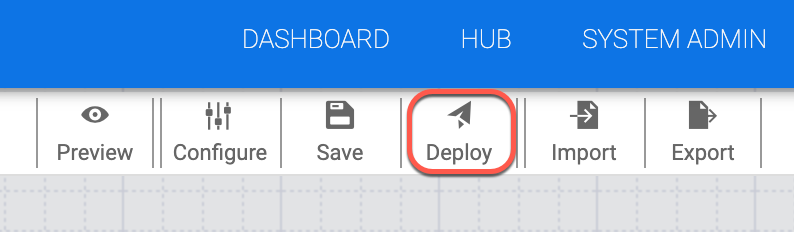 DASHBOARD HUB SYSTEM ADMIN
Preview Configure Save Deploy Import Export